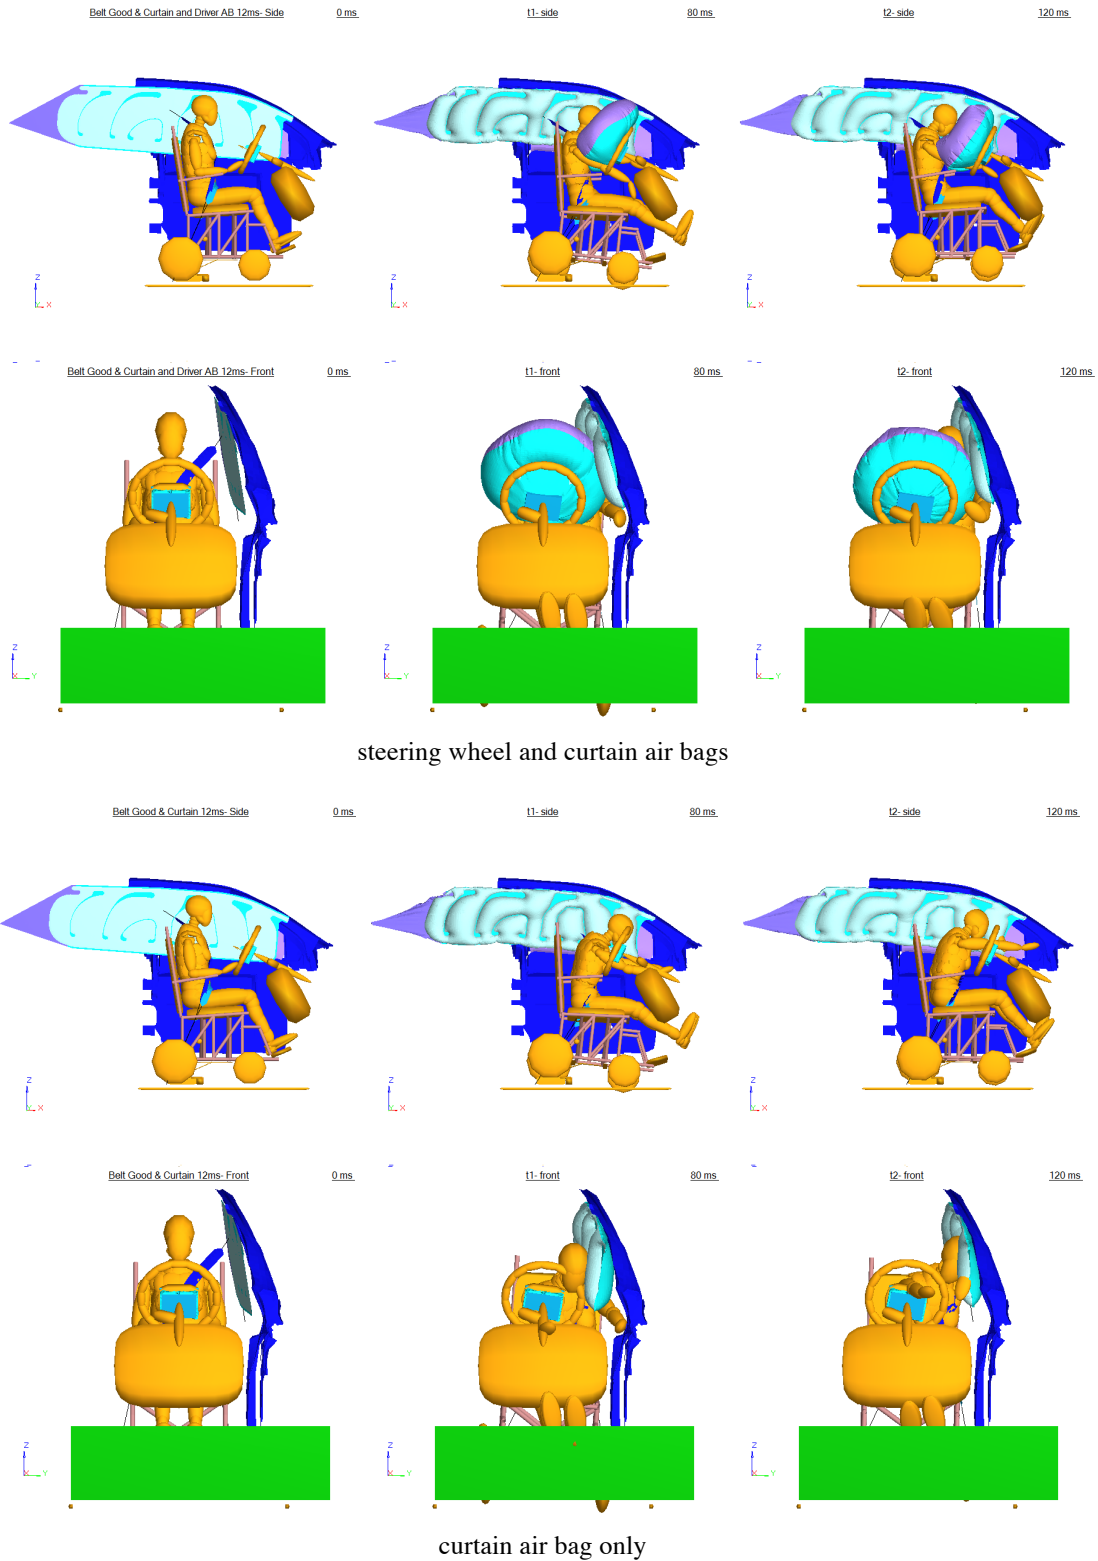 Belt Good & Curtain and Driver AB 12ms- Side 0 ms t1- side 80 ms t2- side 120 ms
Z
Y X
Z
Y X
Z
Y X
Belt Good & Curtain and Driver AB 12ms- Front 0 ms t1- front 80 ms t2- front 120 ms
Z
X Y
Z
X Y
Z
X Y
steering wheel and curtain air bags
Belt Good & Curtain 12ms- Side 0 ms t1- side 80 ms t2- side 120 ms
Z
Y X
Z
Y X
Z
Y X
Belt Good & Curtain 12ms- Front 0 ms t1- front 80 ms t2- front 120 ms
Z
X Y
Z
X Y
Z
X Y
curtain air bag only